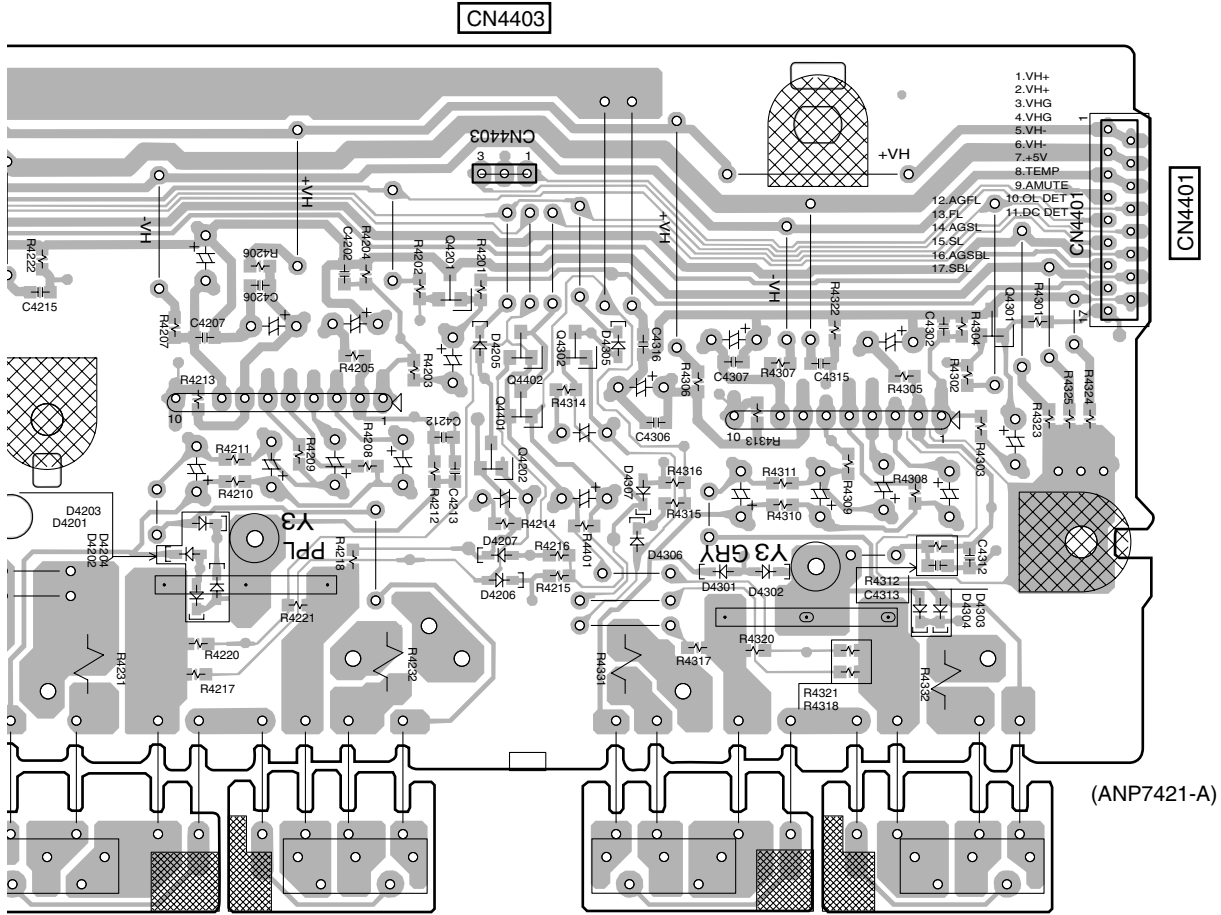 CN4403
1.VH+
2.VH+
3.VHG
4.VHG
5.VH-
6.VH-
7.+5V
8.TEMP
9.AMUTE
10.OL DET
11.DC DET
12.AGFL
13.FL
14.AGSL
15.SL
16.AGSBL
17.SBL
1
17
CN4401
CN4401
CN4403
3
1
+VH
+VH
-VH
+VH
-VH
R4222
C4215
R4206
C4206
C4202
R4204
R4202
Q4201
R4201
R4207
C4207
R4205
R4203
D4205
Q4402
Q4302
D4305
C4316
R4314
C4306
R4306
C4307
R4307
C4315
R4322
R4305
C4302
R4304
R4302
Q4301
R4301
R4323
R4325
R4324
R4213
10
1
C4212
Q4401
R4313
10
1
R4303
R4211
R4210
R4209
R4208
R4212
C4213
Q4202
D4307
R4316
R4315
R4311
R4310
R4309
R4308
D4203
D4201
D4204
D4202
Y3
PPL
R4218
R4214
D4207
R4216
R4215
D4206
R4401
D4306
Y3 GRY
D4301
D4302
R4312
C4313
C4312
D4303
D4304
R4221
R4220
R4217
R4231
R4232
R4331
R4317
R4320
R4321
R4318
R4332
(ANP7421-A)